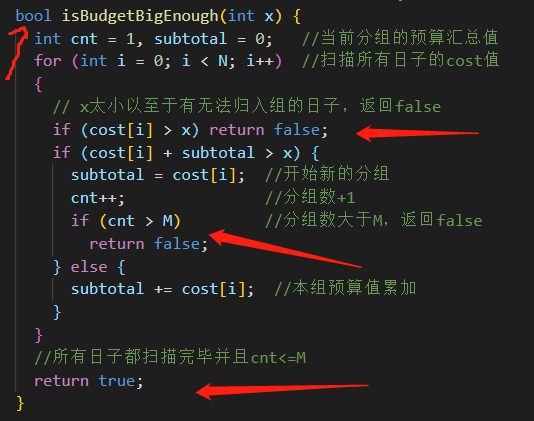 bool isBudgetBigEnough(int x) {
int cnt = 1, subtotal = 0; //当前分组的预算汇总值
for (int i = 0; i < N; i++) //扫描所有日子的cost值
{
// x太小以至于有无法归入组的日子，返回false
if (cost[i] > x) return false;
if (cost[i] + subtotal > x) {
subtotal = cost[i]; //开始新的分组
cnt++; //分组数+1
if (cnt > M) //分组数大于M，返回false
return false;
} else {
subtotal += cost[i]; //本组预算值累加
}
}
//所有日子都扫描完毕并且cnt<=M
return true;
}